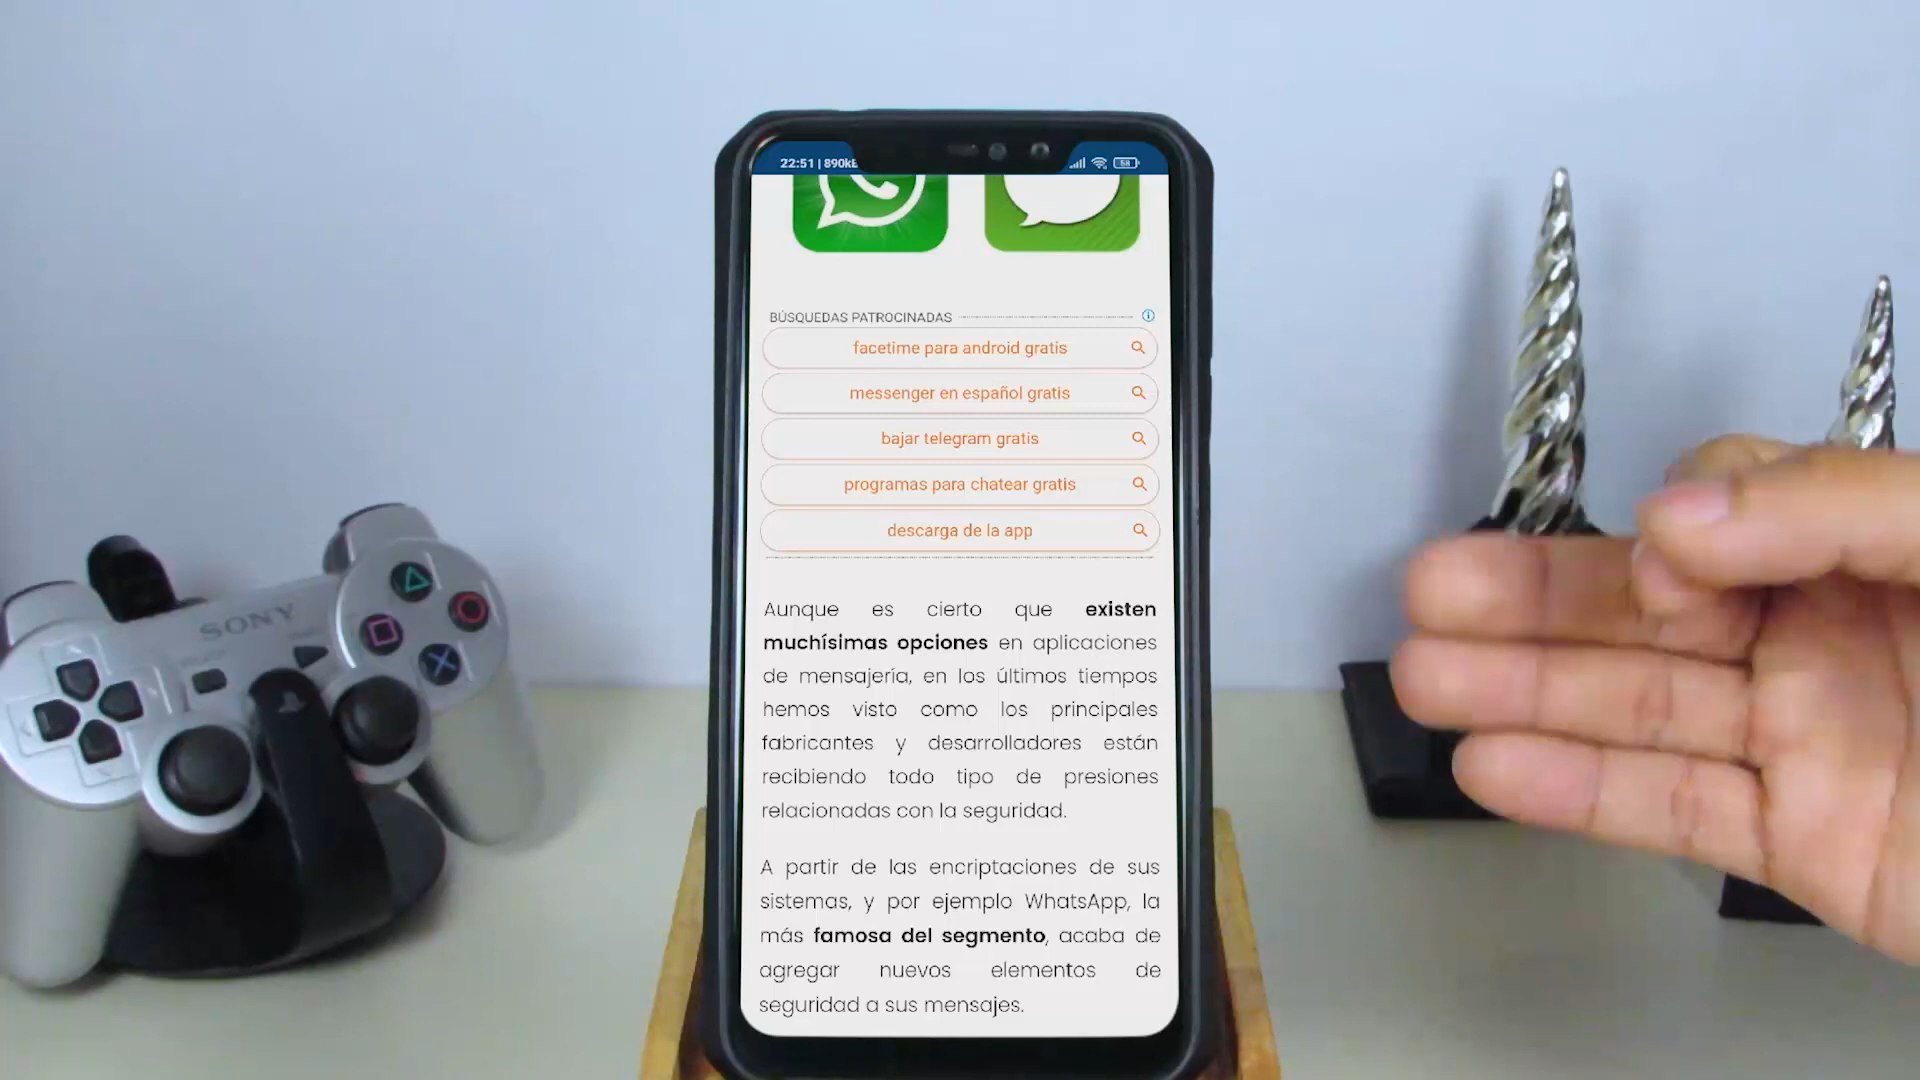 22:51 | 890kB
58
BÚSQUEDAS PATROCINADAS
facetime para android gratis
messenger en español gratis
bajar telegram gratis
programas para chatear gratis
descarga de la app
Aunque es cierto que existen
muchísimas opciones en aplicaciones
de mensajería, en los últimos tiempos
hemos visto como los principales
fabricantes y desarrolladores están
recibiendo todo tipo de presiones
relacionadas con la seguridad.
A partir de las encriptaciones de sus
sistemas, y por ejemplo WhatsApp, la
más famosa del segmento, acaba de
agregar nuevos elementos de
seguridad a sus mensajes.
SONY